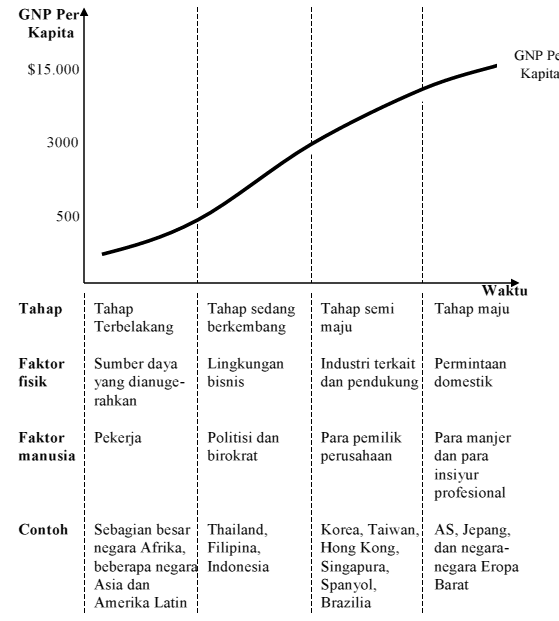 GNP Per
Kapita
$15.000
3000
500
GNP Pe
Kapita
Waktu
Tahap
Tahap
Terbelakang
Tahap sedang
berkembang
Tahap semi
maju
Tahap maju
Faktor
fisik
Sumber daya
yang dianuge-
rahkan
Lingkungan
bisnis
Industri terkait
dan pendukung
Permintaan
domestik
Faktor
manusia
Pekerja
Politisi dan
birokrat
Para pemilik
perusahaan
Para manjer
dan para
insiyur
profesional
Contoh
Sebagian besar
negara Afrika,
beberapa negara
Asia dan
Amerika Latin
Thailand,
Filipina,
Indonesia
Korea, Taiwan,
Hong Kong,
Singapura,
Spanyol,
Brazilia
AS, Jepang,
dan negara-
negara Eropa
Barat